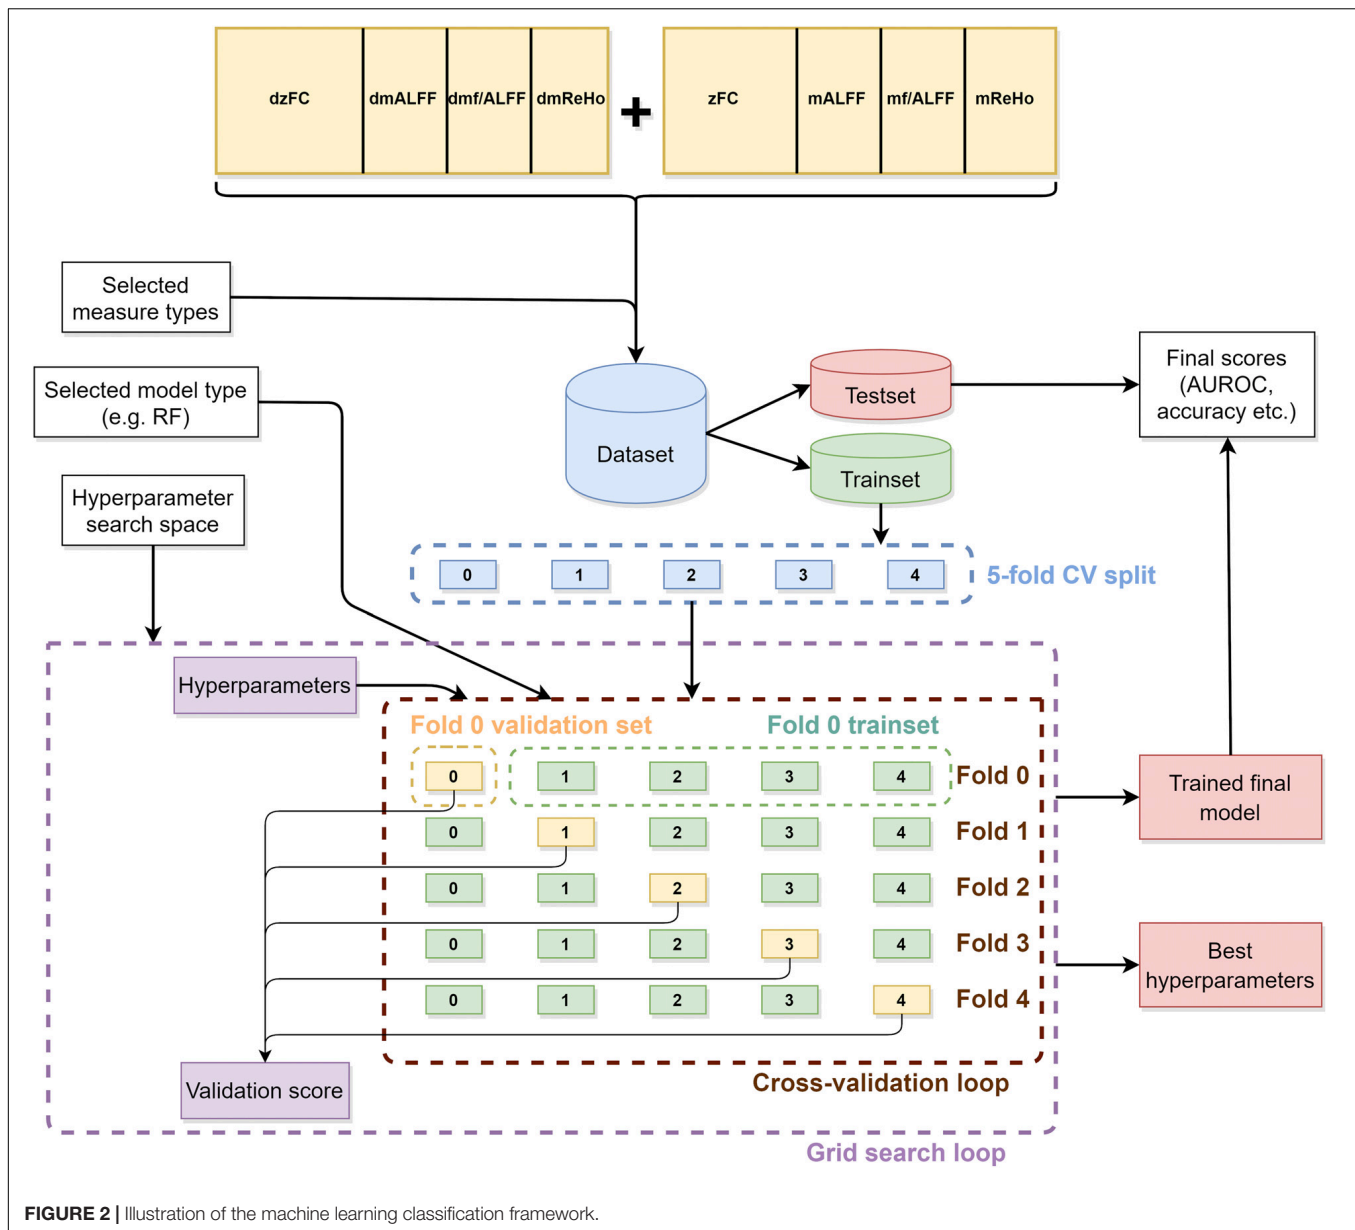 dzFC dmALFF dmf/ALFF dmReHo + zFC mALFF mf/ALFF mReHo
Selected
measure types
Selected model type
(e.g. RF)
Hyperparameter
search space
Dataset
Testset
Trainset
Final scores
(AUROC,
accuracy etc.)
0 1 2 3 4
5-fold CV split
Hyperparameters
Fold 0 validation set
Fold 0 trainset
0 1 2 3 4 Fold 0
0 1 2 3 4 Fold 1
0 1 2 3 4 Fold 2
0 1 2 3 4 Fold 3
0 1 2 3 4 Fold 4
Trained final
model
Best
hyperparameters
Validation score
Cross-validation loop
Grid search loop
FIGURE 2 | Illustration of the machine learning classification framework.